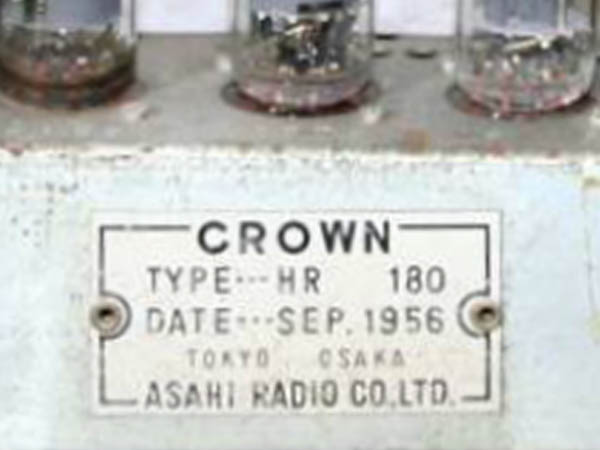 CROWN
TYPE···HR 180
DATE···SEP. 1956
TOKYO OSAKA
ASAHI RADIO CO.,LTD.